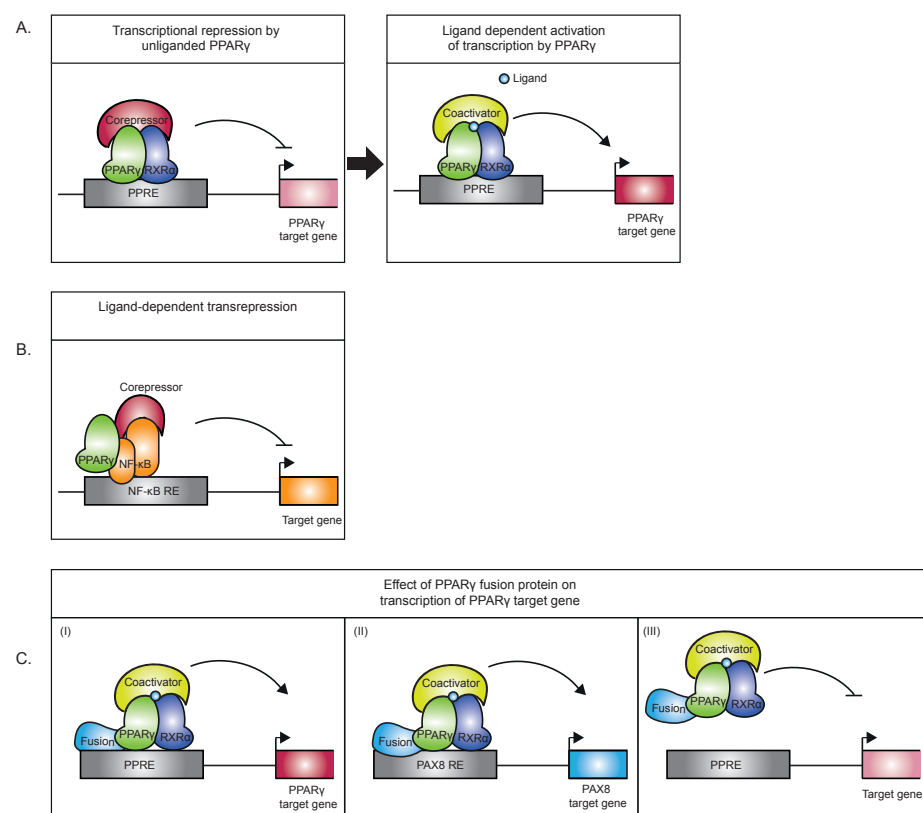 A.
Transcriptional repression by
unliganded PPARγ
Corepressor
PPARγ
RXRα
PPRE
PPARγ
target gene
Ligand dependent activation
of transcription by PPARγ
Ligand
Coactivator
PPARγ
RXRα
PPRE
PPARγ
target gene
B.
Ligand-dependent transrepression
Corepressor
PPARγ
NF-κB
NF-κB RE
Target gene
C.
Effect of PPARγ fusion protein on
transcription of PPARγ target gene
(I)
Coactivator
Fusion
PPARγ
RXRα
PPRE
PPARγ
target gene
(II)
Coactivator
Fusion
PPARγ
RXRα
PAX8 RE
PAX8
target gene
(III)
Coactivator
Fusion
PPARγ
RXRα
PPRE
Target gene